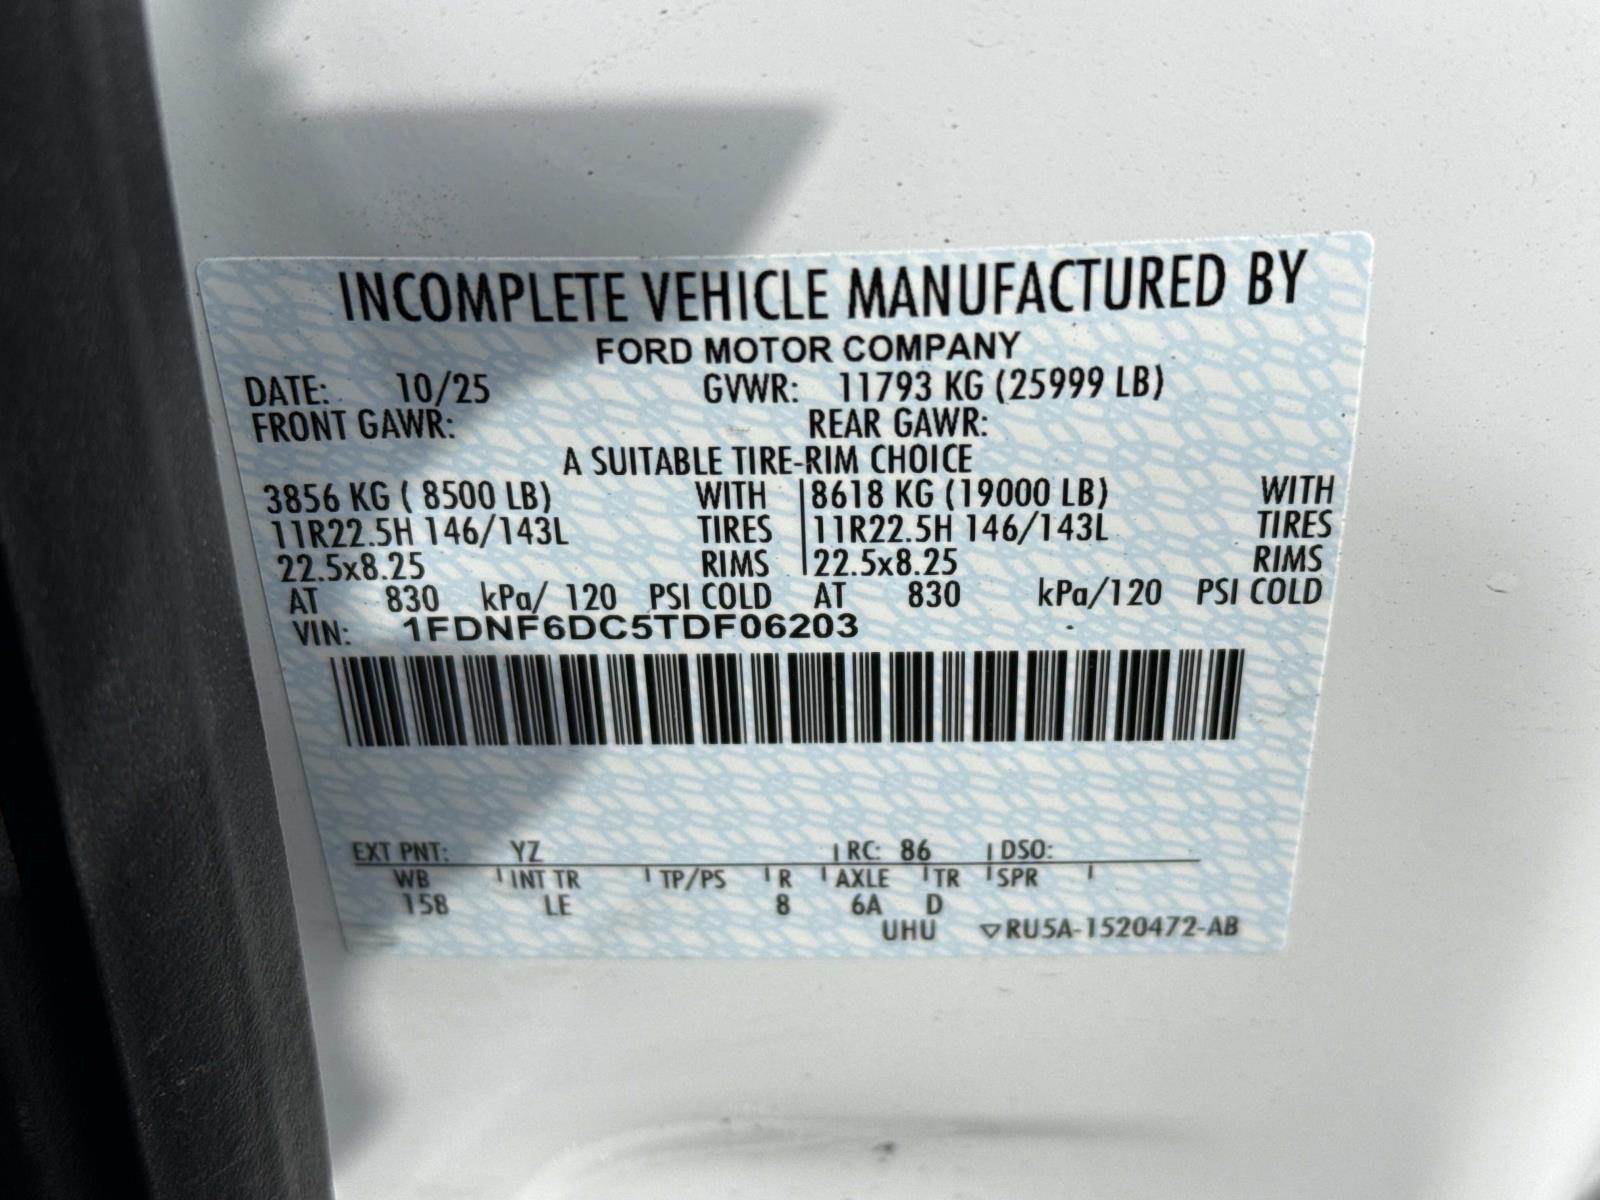 INCOMPLETE VEHICLE MANUFACTURED BY
FORD MOTOR COMPANY
DATE: 10/25 GVWR: 11793 KG (25999 LB)
FRONT GAWR: REAR GAWR:
A SUITABLE TIRE-RIM CHOICE
3856 KG ( 8500 LB) WITH 8618 KG (19000 LB) WITH
11R22.5H 146/143L TIRES 11R22.5H 146/143L TIRES
22.5x8.25 RIMS 22.5x8.25 RIMS
AT 830 kPa/ 120 PSI COLD AT 830 kPa/120 PSI COLD
VIN: 1FDNF6DC5TDF06203
EXT PNT: YZ RC: 86 DSO:
WB INT TR TP/PS R AXLE TR SPR
158 LE 8 6A D
UHU ▽RU5A-1520472-AB